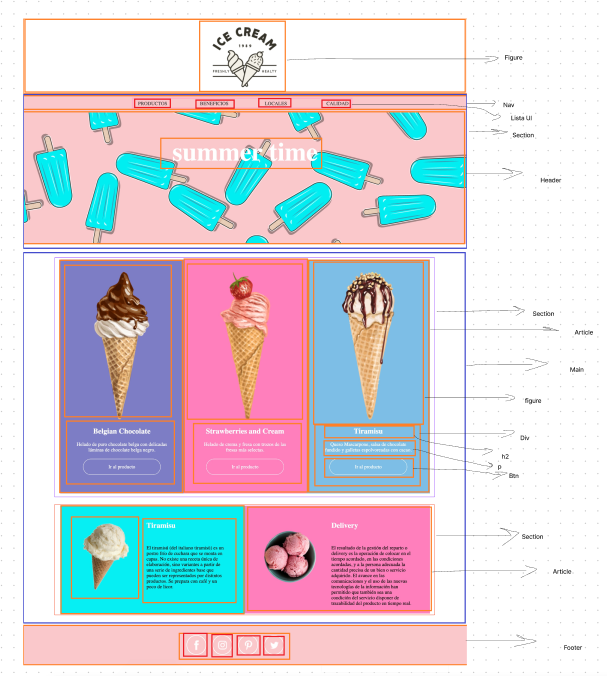 ICE CREAM
1989
FRESHLY
HEALTY
Figure
PRODUCTOS
BENEFICIOS
LOCALES
CALIDAD
Nav
Lista Ul
Section
summer time
Header
Section
Article
Main
figure
Belgian Chocolate
Helado de puro chocolate belga con delicadas
láminas de chocolate belga negro.
Ir al producto
Strawberries and Cream
Helado de crema y fresa con trozos de las
fresas más selectas.
Ir al producto
Tiramisu
Queso Mascarpone, salsa de chocolate
fundido y galletas espolvoreadas con cacao.
Ir al producto
Div
h2
p
Btn
Tiramisu
El tiramisú (del italiano tiramisù) es un
postre frío de cuchara que se monta en
capas. No existe una receta única de
elaboración, sino variantes a partir de
una serie de ingredientes base que
pueden ser representados por distintos
productos. Se prepara con café y un
poco de licor.
Delivery
El resultado de la gestión del reparto o
delivery es la operación de colocar en el
tiempo acordado, en las condiciones
acordadas, y a la persona adecuada la
cantidad precisa de un bien o servicio
adquirido. El avance en las
comunicaciones y el uso de las nuevas
tecnologías de la información han
permitido que también sea una
condición del servicio disponer de
trazabilidad del producto en tiempo real.
Section
Article
Footer